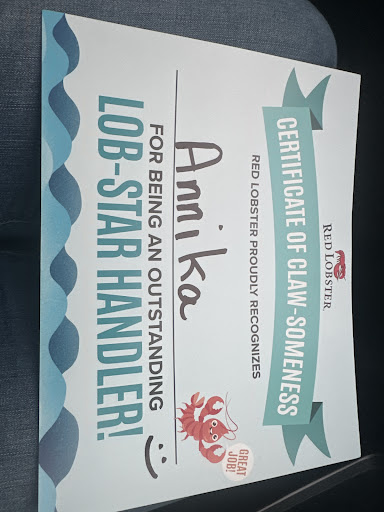 RED LOBSTER
CERTIFICATE OF CLAW-SOMENESS
RED LOBSTER PROUDLY RECOGNIZES
Annika
GREAT
JOB!
FOR BEING AN OUTSTANDING
LOB-STAR HANDLER!